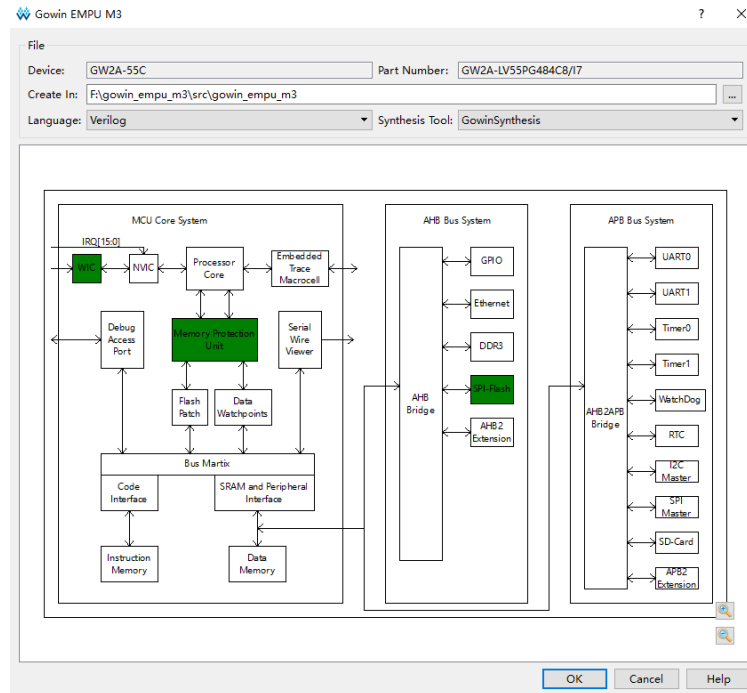 Gowin EMPU M3
File
Device: GW2A-55C Part Number: GW2A-LV55PG484C8/I7
Create In: F:\gowin_empu_m3\src\gowin_empu_m3 ...
Language: Verilog Synthesis Tool: GowinSynthesis
MCU Core System
IRQ[15:0]
WIC
NVIC
Processor
Core
Embedded
Trace
Macrocell
Debug
Access
Port
Memory Protection
Unit
Serial
Wire
Viewer
Flash
Patch
Data
Watchpoints
Bus Martix
Code
Interface
SRAM and Peripheral
Interface
Instruction
Memory
Data
Memory
AHB Bus System
AHB
Bridge
GPIO
Ethernet
DDR3
SPI-Flash
AHB2
Extension
APB Bus System
AHB2APB
Bridge
UART0
UART1
Timer0
Timer1
WatchDog
RTC
I2C
Master
SPI
Master
SD-Card
APB2
Extension
OK Cancel Help